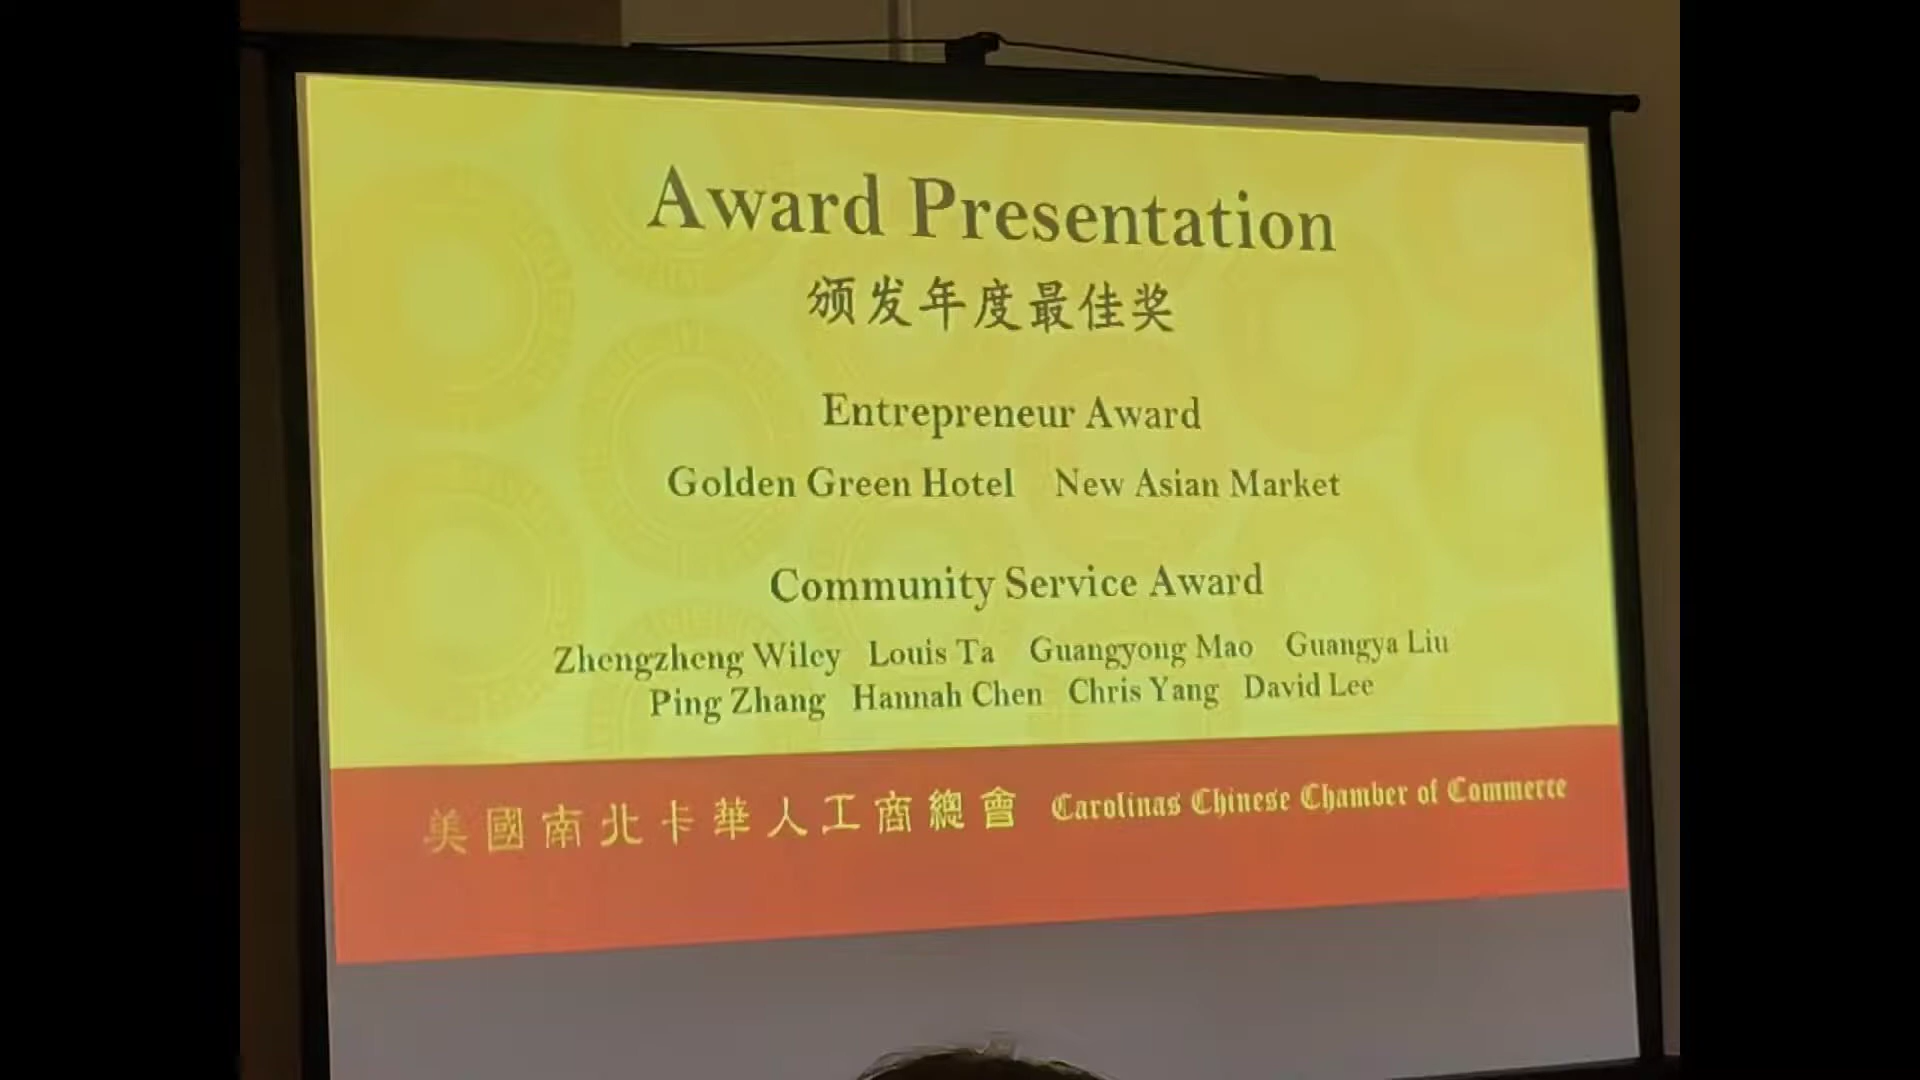 Award Presentation
颁发年度最佳奖
Entrepreneur Award
Golden Green Hotel New Asian Market
Community Service Award
Zhengzheng Wiley Louis Ta Guangyong Mao Guangya Liu
Ping Zhang Hannah Chen Chris Yang David Lee
美國南北卡華人工商總會 Carolinas Chinese Chamber of Commerce